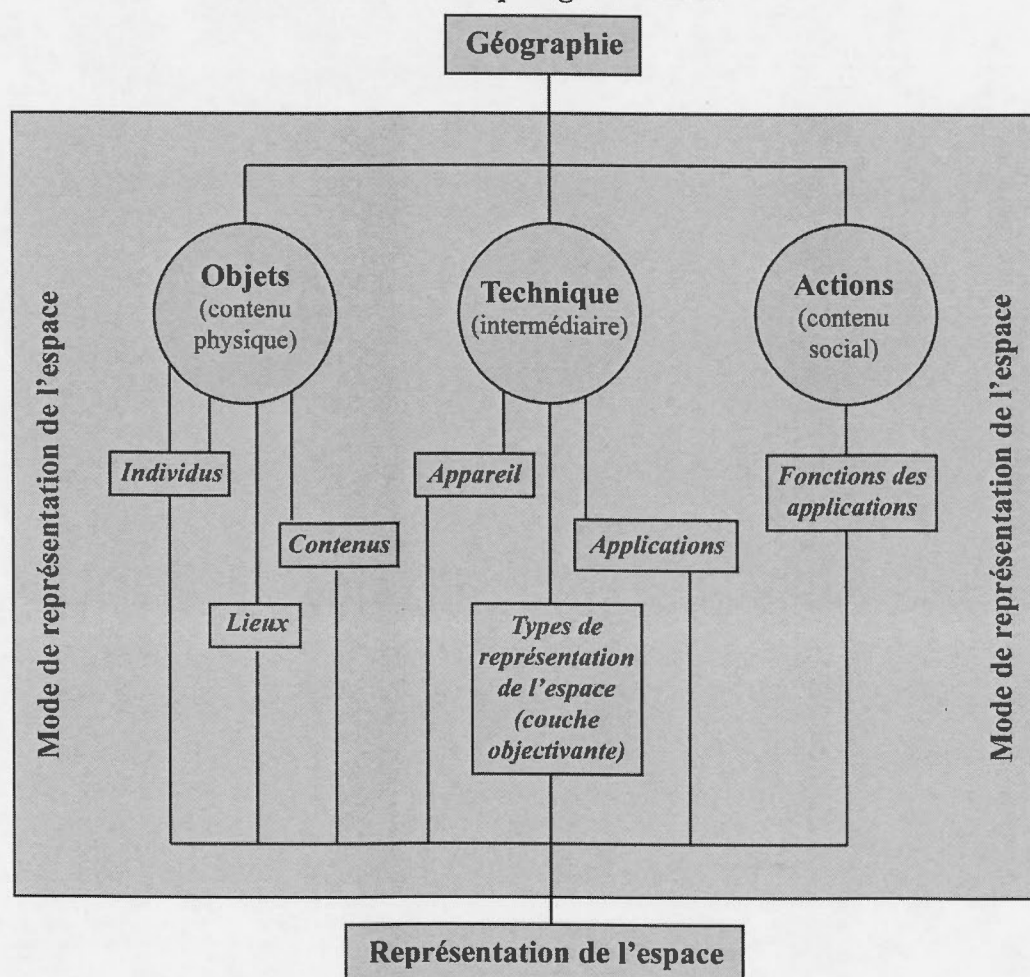 Géographie
Mode de représentation de l'espace
Objets
(contenu
physique)
Technique
(intermédiaire)
Actions
(contenu
social)
Mode de représentation de l'espace
Individus
Appareil
Fonctions des
applications
Contenus
Applications
Lieux
Types de
représentation
de l'espace
(couche
objectivante)
Représentation de l'espace